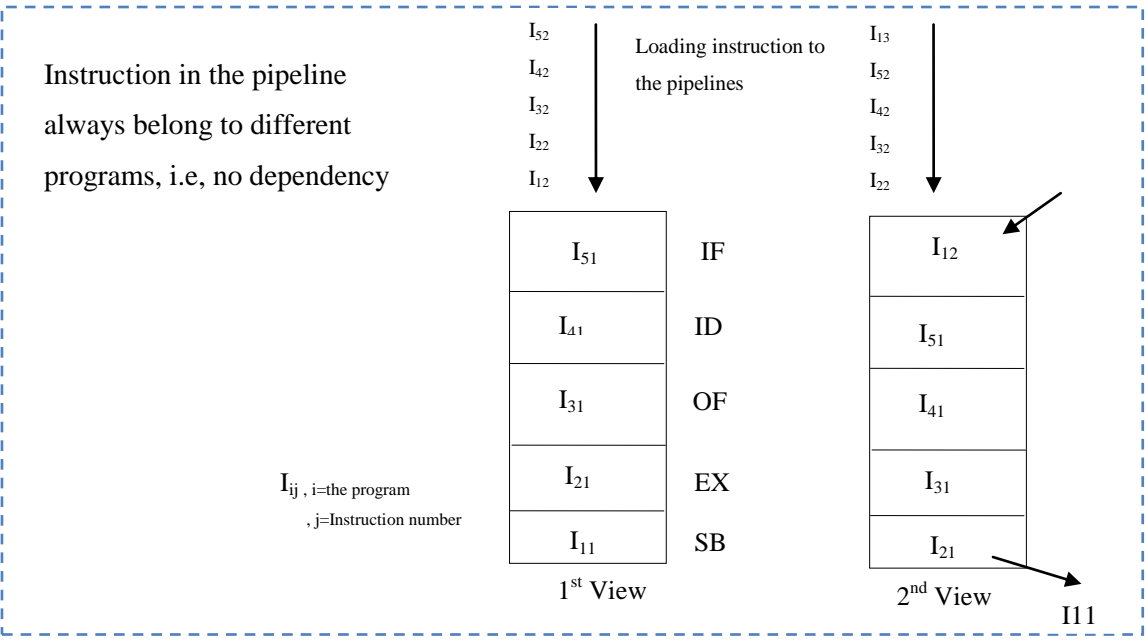 Instruction in the pipeline
always belong to different
programs, i.e, no dependency
I₅₂
I₄₂
I₃₂
I₂₂
I₁₂
Loading instruction to
the pipelines
I₁₃
I₅₂
I₄₂
I₃₂
I₂₂
I₅₁ IF
I₄₁ ID
I₃₁ OF
I₂₁ EX
I₁₁ SB
1ˢᵗ View
I₁₂
I₅₁
I₄₁
I₃₁
I₂₁
2ⁿᵈ View
I11
Iᵢⱼ , i=the program
, j=Instruction number